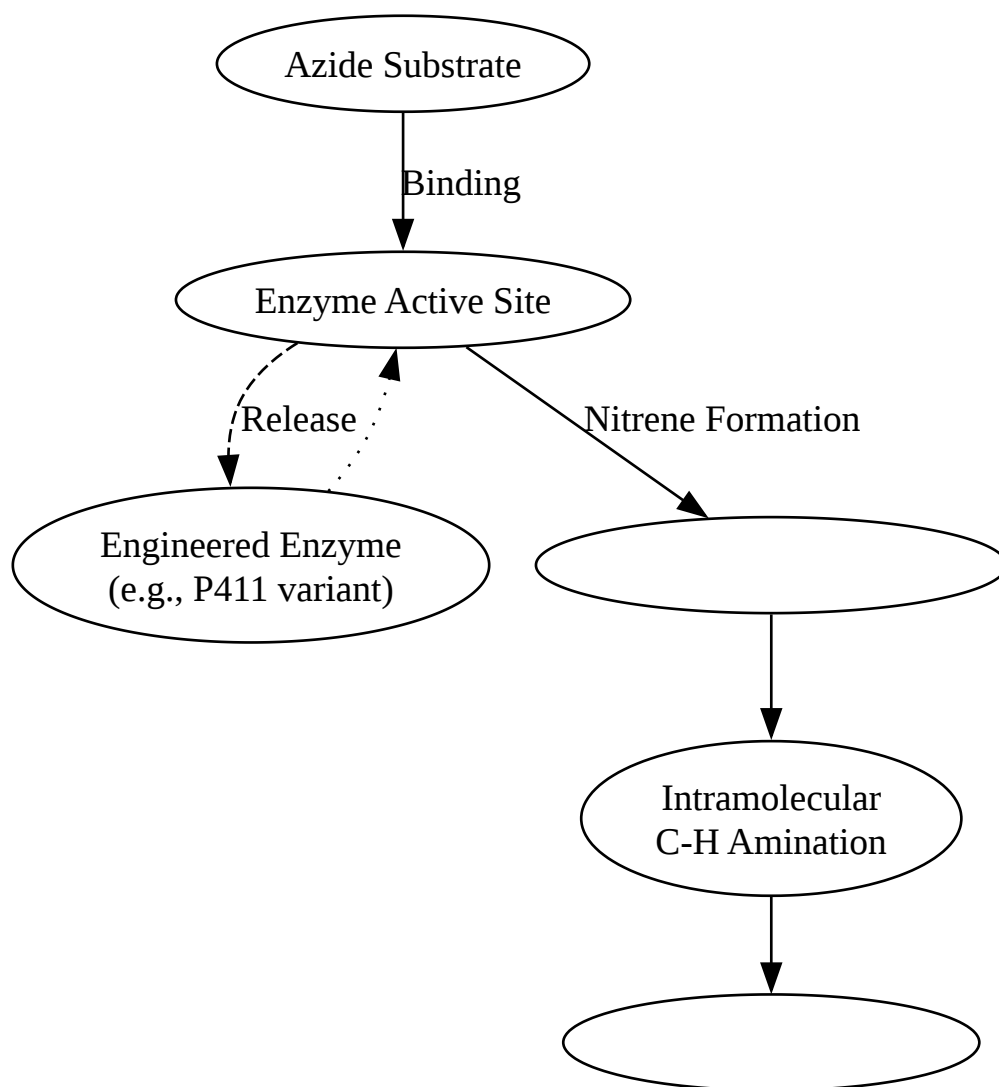 Azide Substrate
Binding
Enzyme Active Site
Release
Nitrene Formation
Engineered Enzyme
(e.g., P411 variant)
Intramolecular
C-H Amination